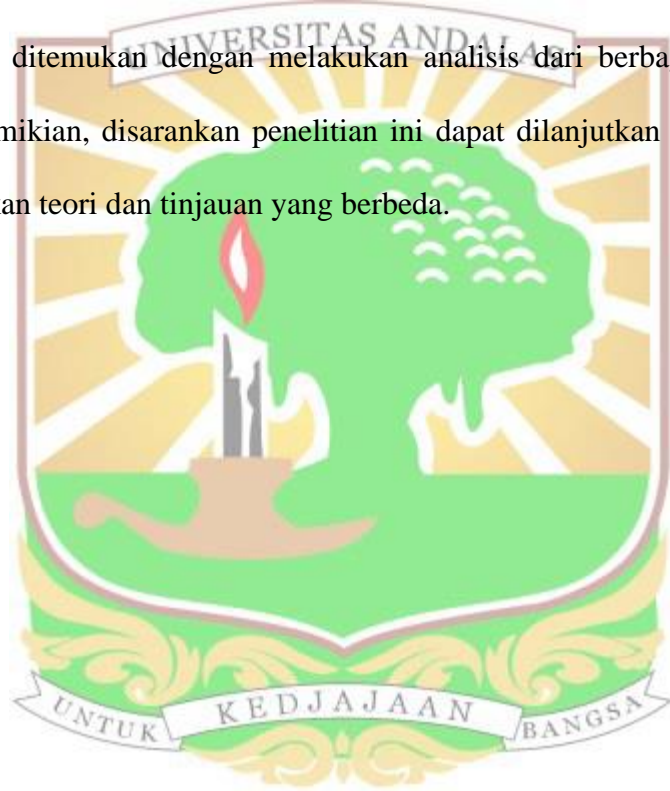 UNIVERSITAS ANDALAS
ditemukan dengan melakukan analisis dari berba
mikian, disarankan penelitian ini dapat dilanjutkan
an teori dan tinjauan yang berbeda.
UNTUK KEDJAJAAN BANGSA